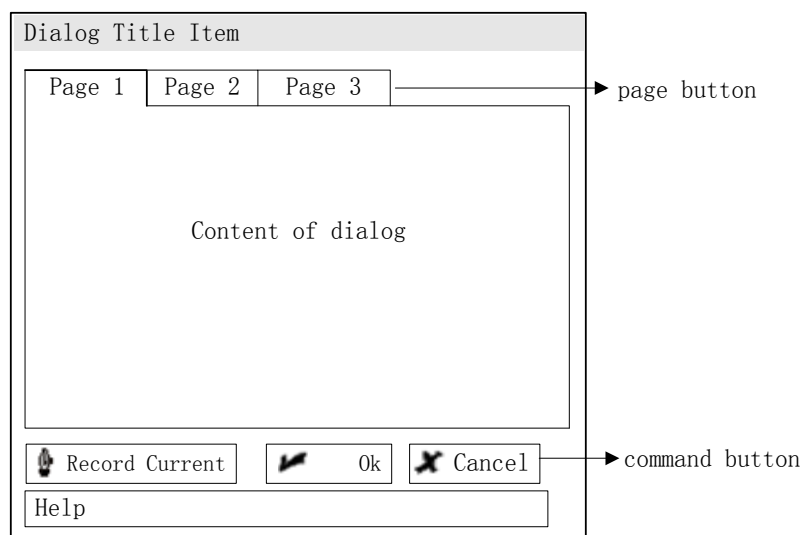 Dialog Title Item
Page 1 Page 2 Page 3
page button
Content of dialog
Record Current Ok Cancel
command button
Help